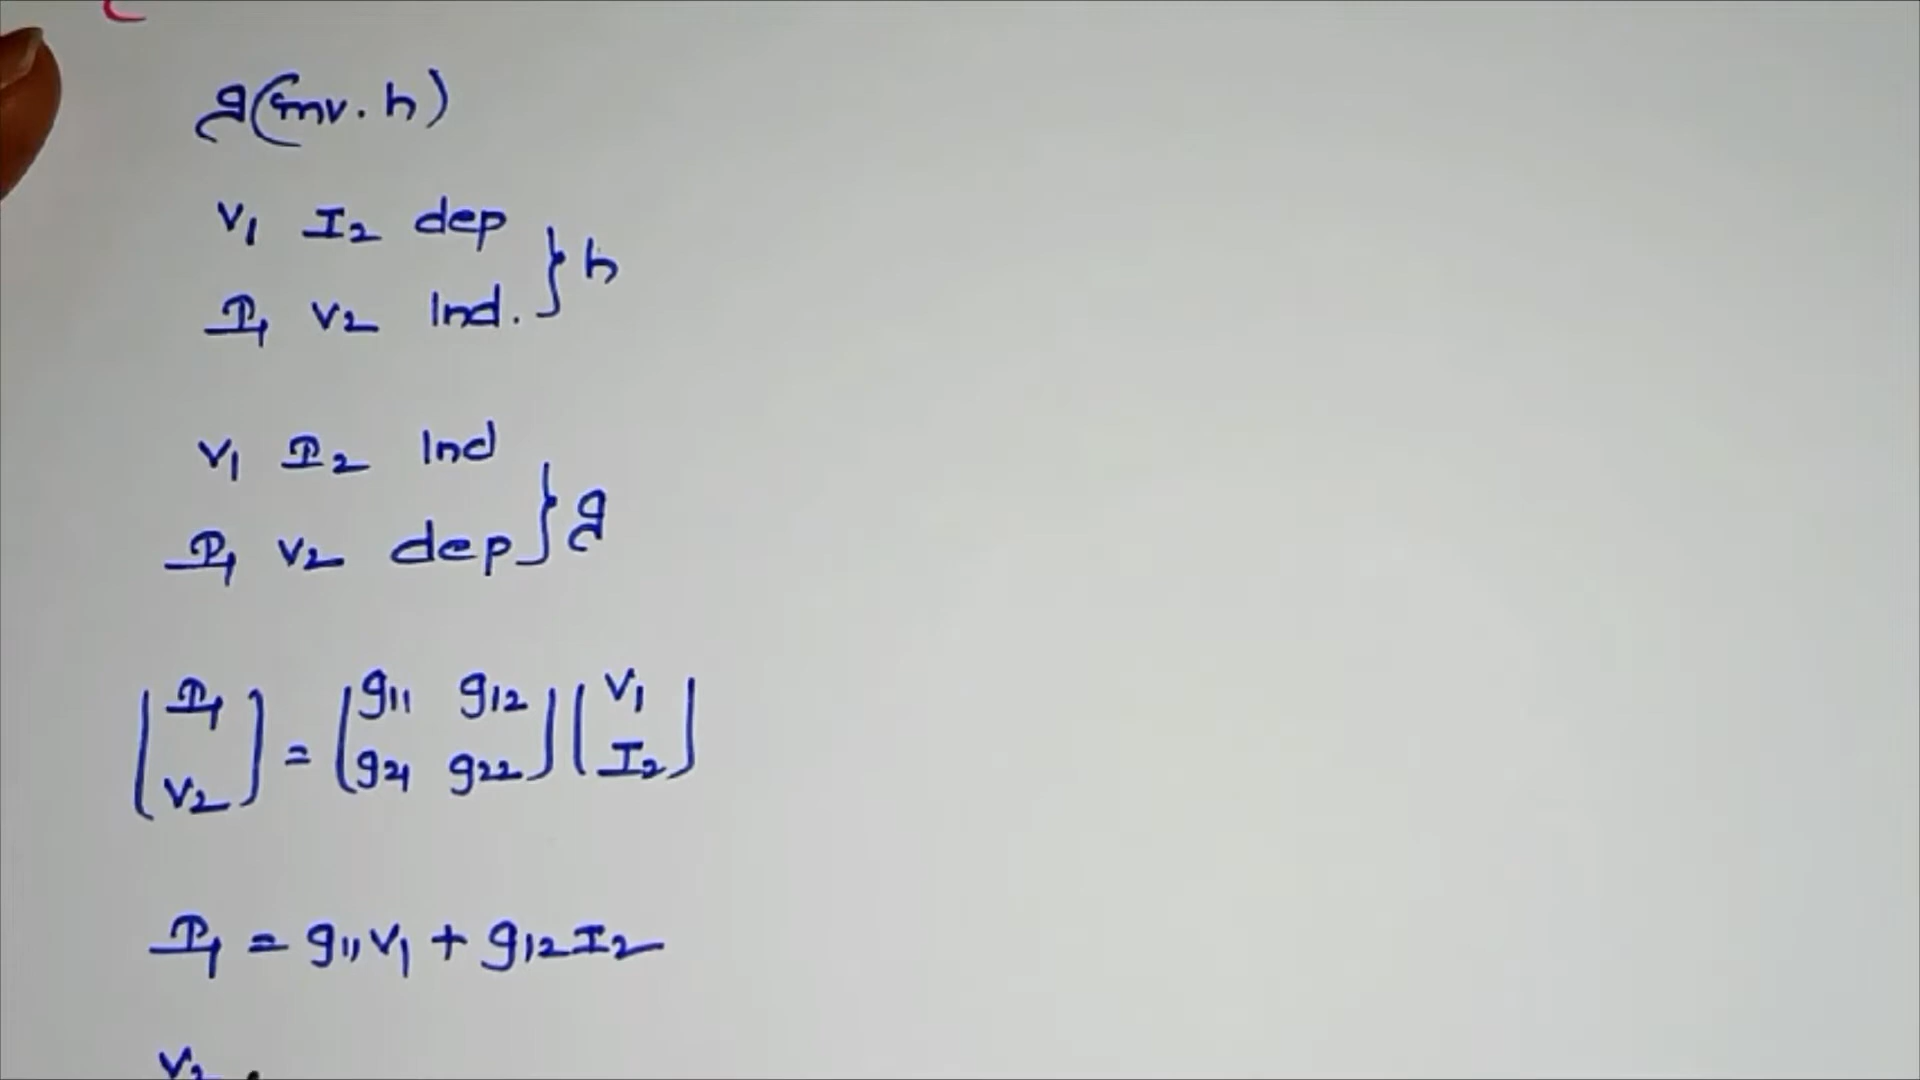 g(inv. h)
V1 I2 dep
I1 V2 Ind. } h
V1 I2 Ind
I1 V2 dep } g
[I1 V2] = [g11 g12 g21 g22] [V1 I2]
I1 = g11V1 + g12I2
V2